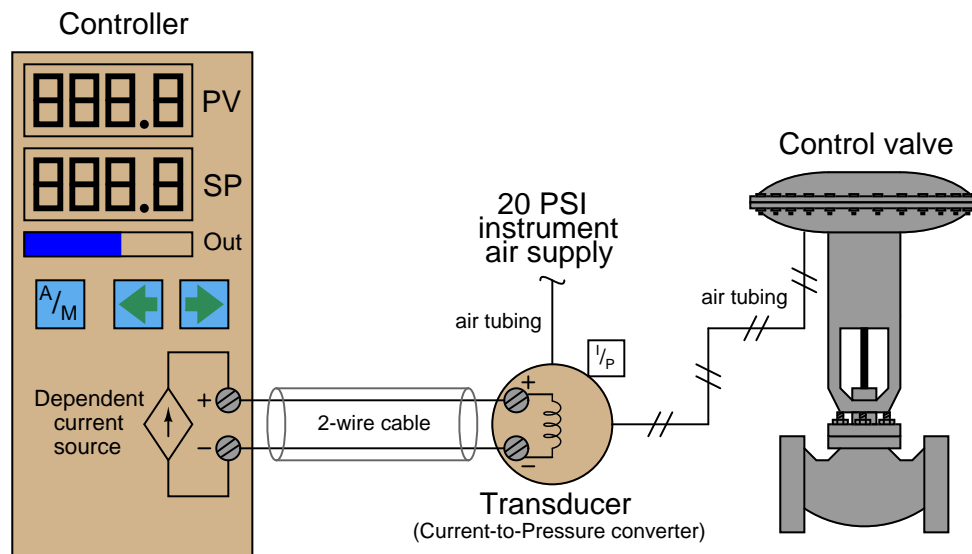 Controller
888.8 PV
888.8 SP
Out
A/M
Dependent
current
source
+
−
2-wire cable
20 PSI
instrument
air supply
air tubing
I/P
+
−
Transducer
(Current-to-Pressure converter)
air tubing
Control valve